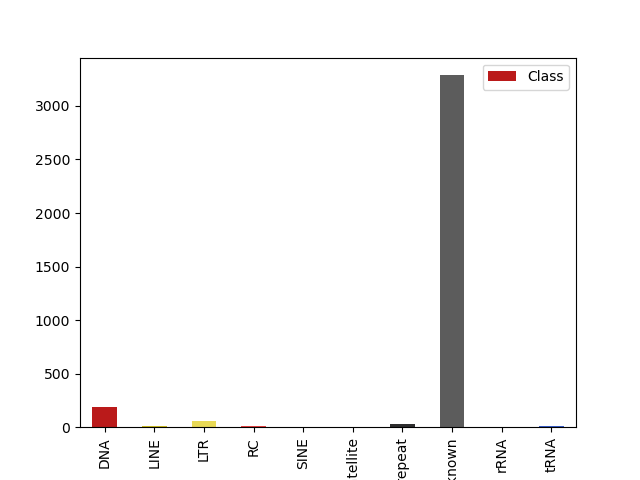 Class
3000
2500
2000
1500
1000
500
0
DNA
LINE
LTR
RC
SINE
tellite
repeat
known
rRNA
tRNA